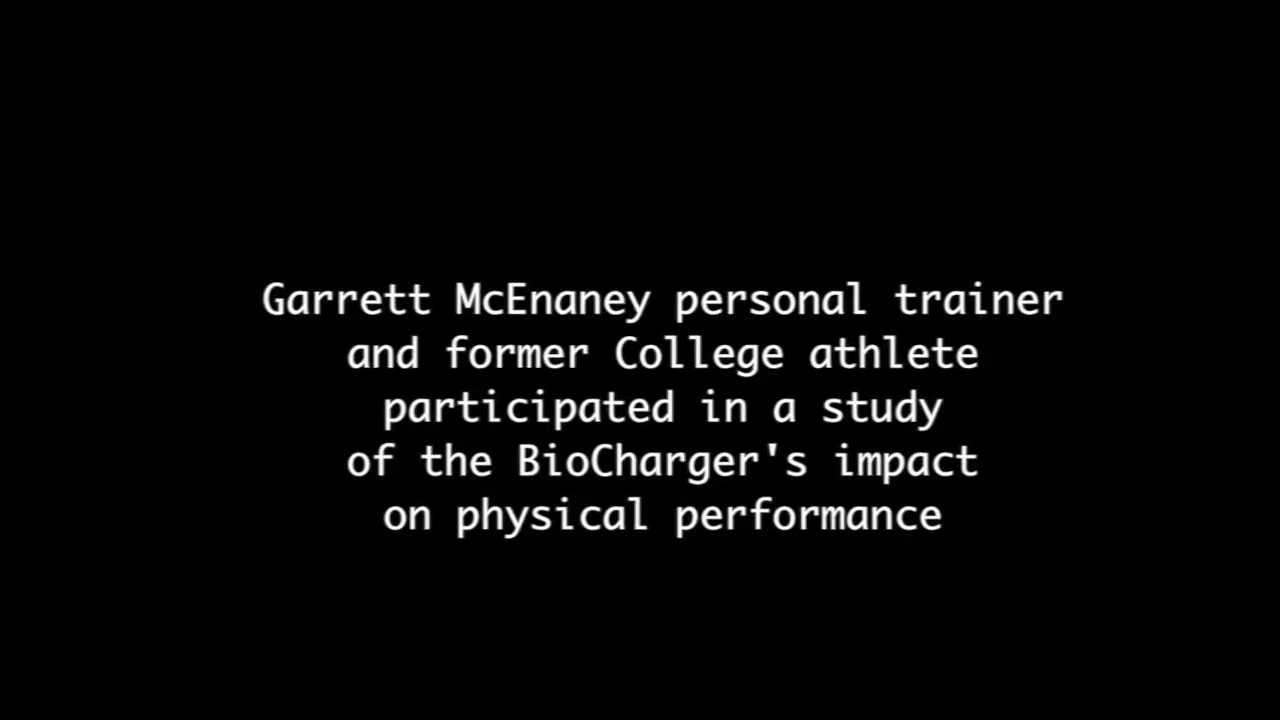 Garrett McEnaney personal trainer
and former College athlete
participated in a study
of the BioCharger's impact
on physical performance